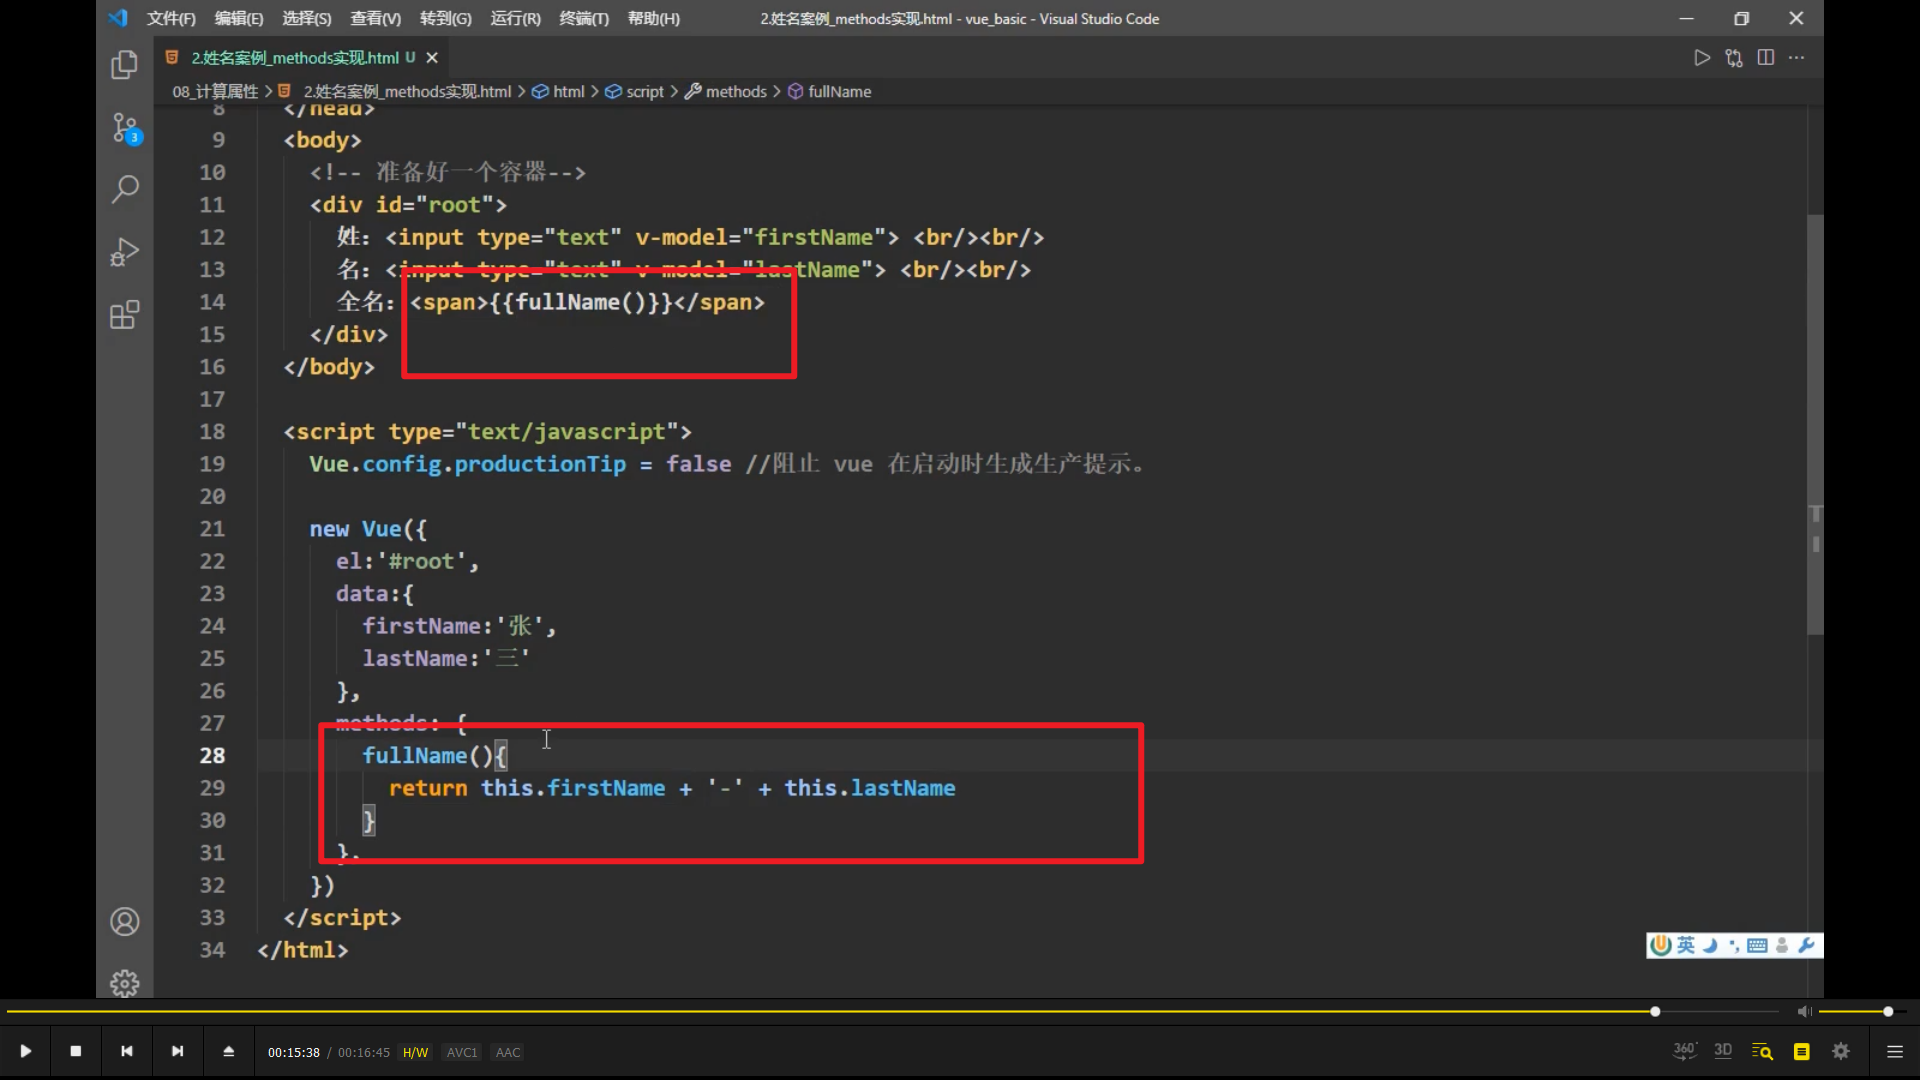 文件(F) 编辑(E) 选择(S) 查看(V) 转到(G) 运行(R) 终端(T) 帮助(H) 2.姓名案例_methods实现.html - vue_basic - Visual Studio Code
2.姓名案例_methods实现.html U
08_计算属性 > 2.姓名案例_methods实现.html > html > script > methods > fullName
8 </head>
9 <body>
10 <!-- 准备好一个容器-->
11 <div id="root">
12 姓：<input type="text" v-model="firstName"> <br/><br/>
13 名：<input type="text" v-model="lastName"> <br/><br/>
14 全名：<span>{{fullName()}}</span>
15 </div>
16 </body>
17
18 <script type="text/javascript">
19 Vue.config.productionTip = false //阻止 vue 在启动时生成生产提示。
20
21 new Vue({
22 el:'#root',
23 data:{
24 firstName:'张',
25 lastName:'三'
26 },
27 methods: {
28 fullName(){
29 return this.firstName + '-' + this.lastName
30 }
31 },
32 })
33 </script>
34 </html>
3
英
00:15:38 / 00:16:45 H/W AVC1 AAC
360° 3D